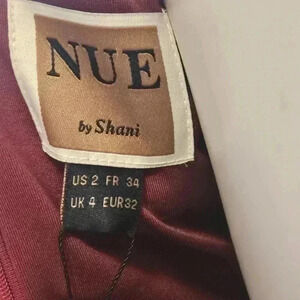 NUE
by Shani
US 2 FR 34
UK 4 EUR32